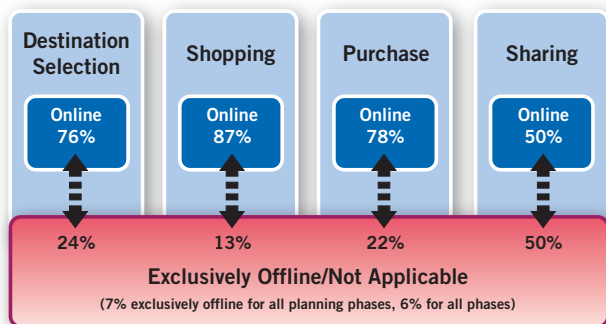 Destination
Selection
Online
76%
Shopping
Online
87%
Purchase
Online
78%
Sharing
Online
50%
24%
13%
22%
50%
Exclusively Offline/Not Applicable
(7% exclusively offline for all planning phases, 6% for all phases)